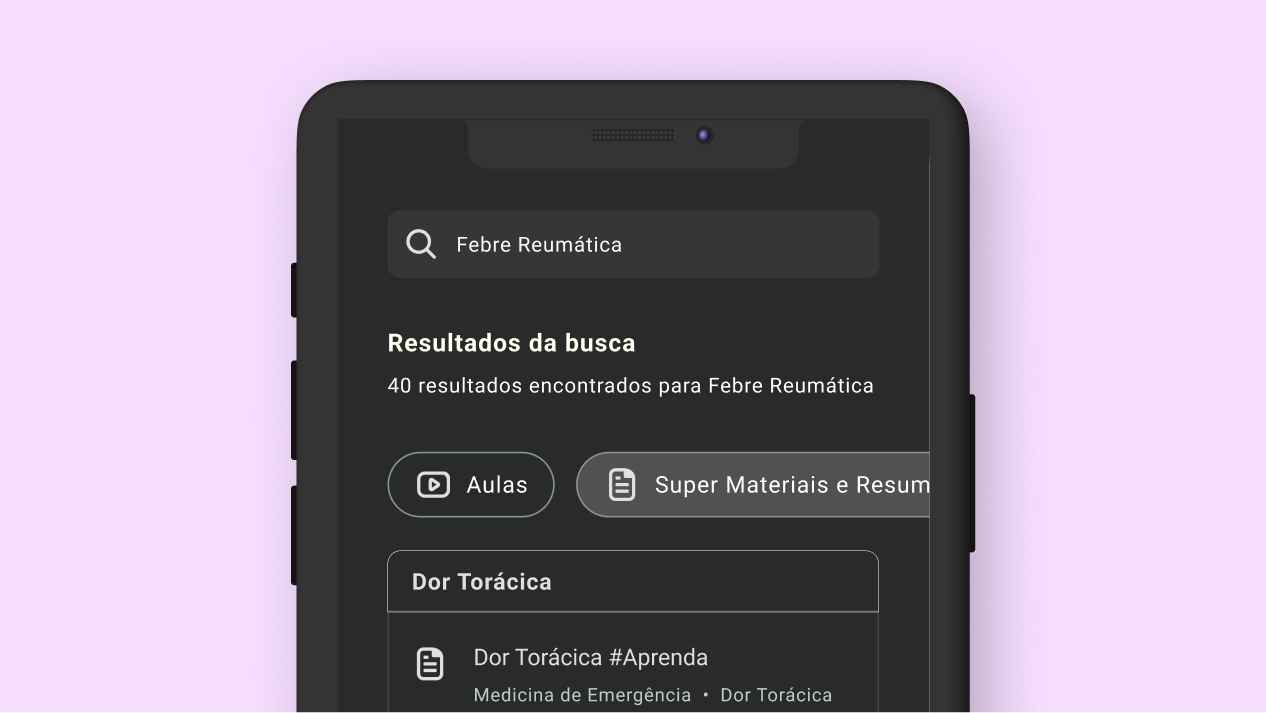 Febre Reumática
Resultados da busca
40 resultados encontrados para Febre Reumática
Aulas
Super Materiais e Resum
Dor Torácica
Dor Torácica #Aprenda
Medicina de Emergência • Dor Torácica